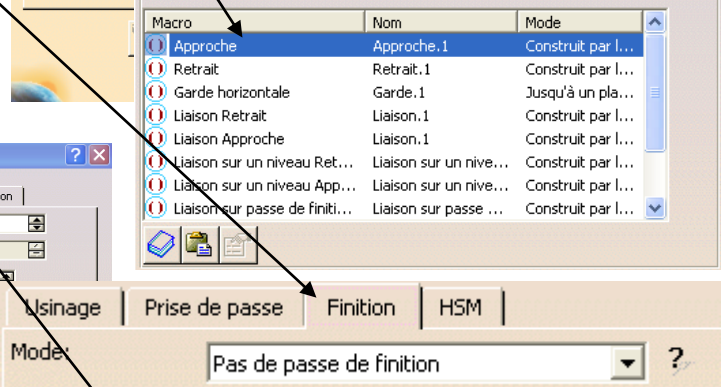 Macro Nom Mode
Approche Approche.1 Construit par l...
Retrait Retrait.1 Construit par l...
Garde horizontale Garde.1 Jusqu'à un pla...
Liaison Retrait Liaison.1 Construit par l...
Liaison Approche Liaison.1 Construit par l...
Liaison sur un niveau Ret... Liaison sur un nive... Construit par l...
Liaison sur un niveau App... Liaison sur un nive... Construit par l...
Liaison sur passe de finiti... Liaison sur passe ... Construit par l...
on
Usinage Prise de passe Finition HSM
Mode:
Pas de passe de finition ?